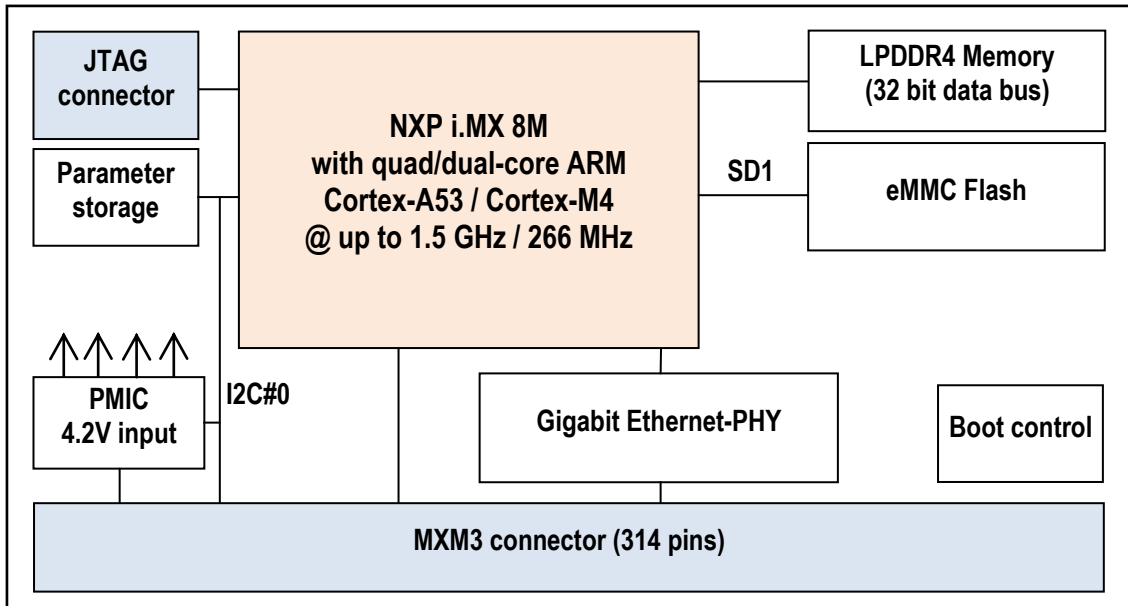 JTAG
connector
NXP i.MX 8M
with quad/dual-core ARM
Cortex-A53 / Cortex-M4
@ up to 1.5 GHz / 266 MHz
LPDDR4 Memory
(32 bit data bus)
Parameter
storage
SD1
eMMC Flash
PMIC
4.2V input
I2C#0
Gigabit Ethernet-PHY
Boot control
MXM3 connector (314 pins)